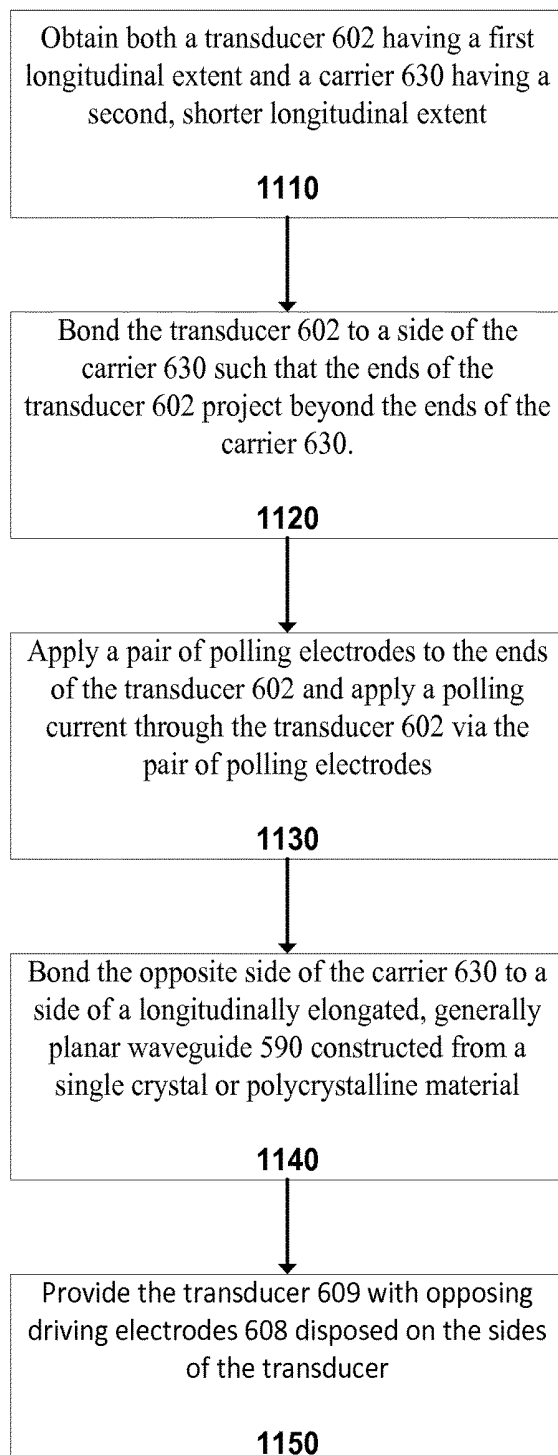 Obtain both a transducer 602 having a first
longitudinal extent and a carrier 630 having a
second, shorter longitudinal extent
1110
Bond the transducer 602 to a side of the
carrier 630 such that the ends of the
transducer 602 project beyond the ends of the
carrier 630.
1120
Apply a pair of polling electrodes to the ends
of the transducer 602 and apply a polling
current through the transducer 602 via the
pair of polling electrodes
1130
Bond the opposite side of the carrier 630 to a
side of a longitudinally elongated, generally
planar waveguide 590 constructed from a
single crystal or polycrystalline material
1140
Provide the transducer 609 with opposing
driving electrodes 608 disposed on the sides
of the transducer
1150